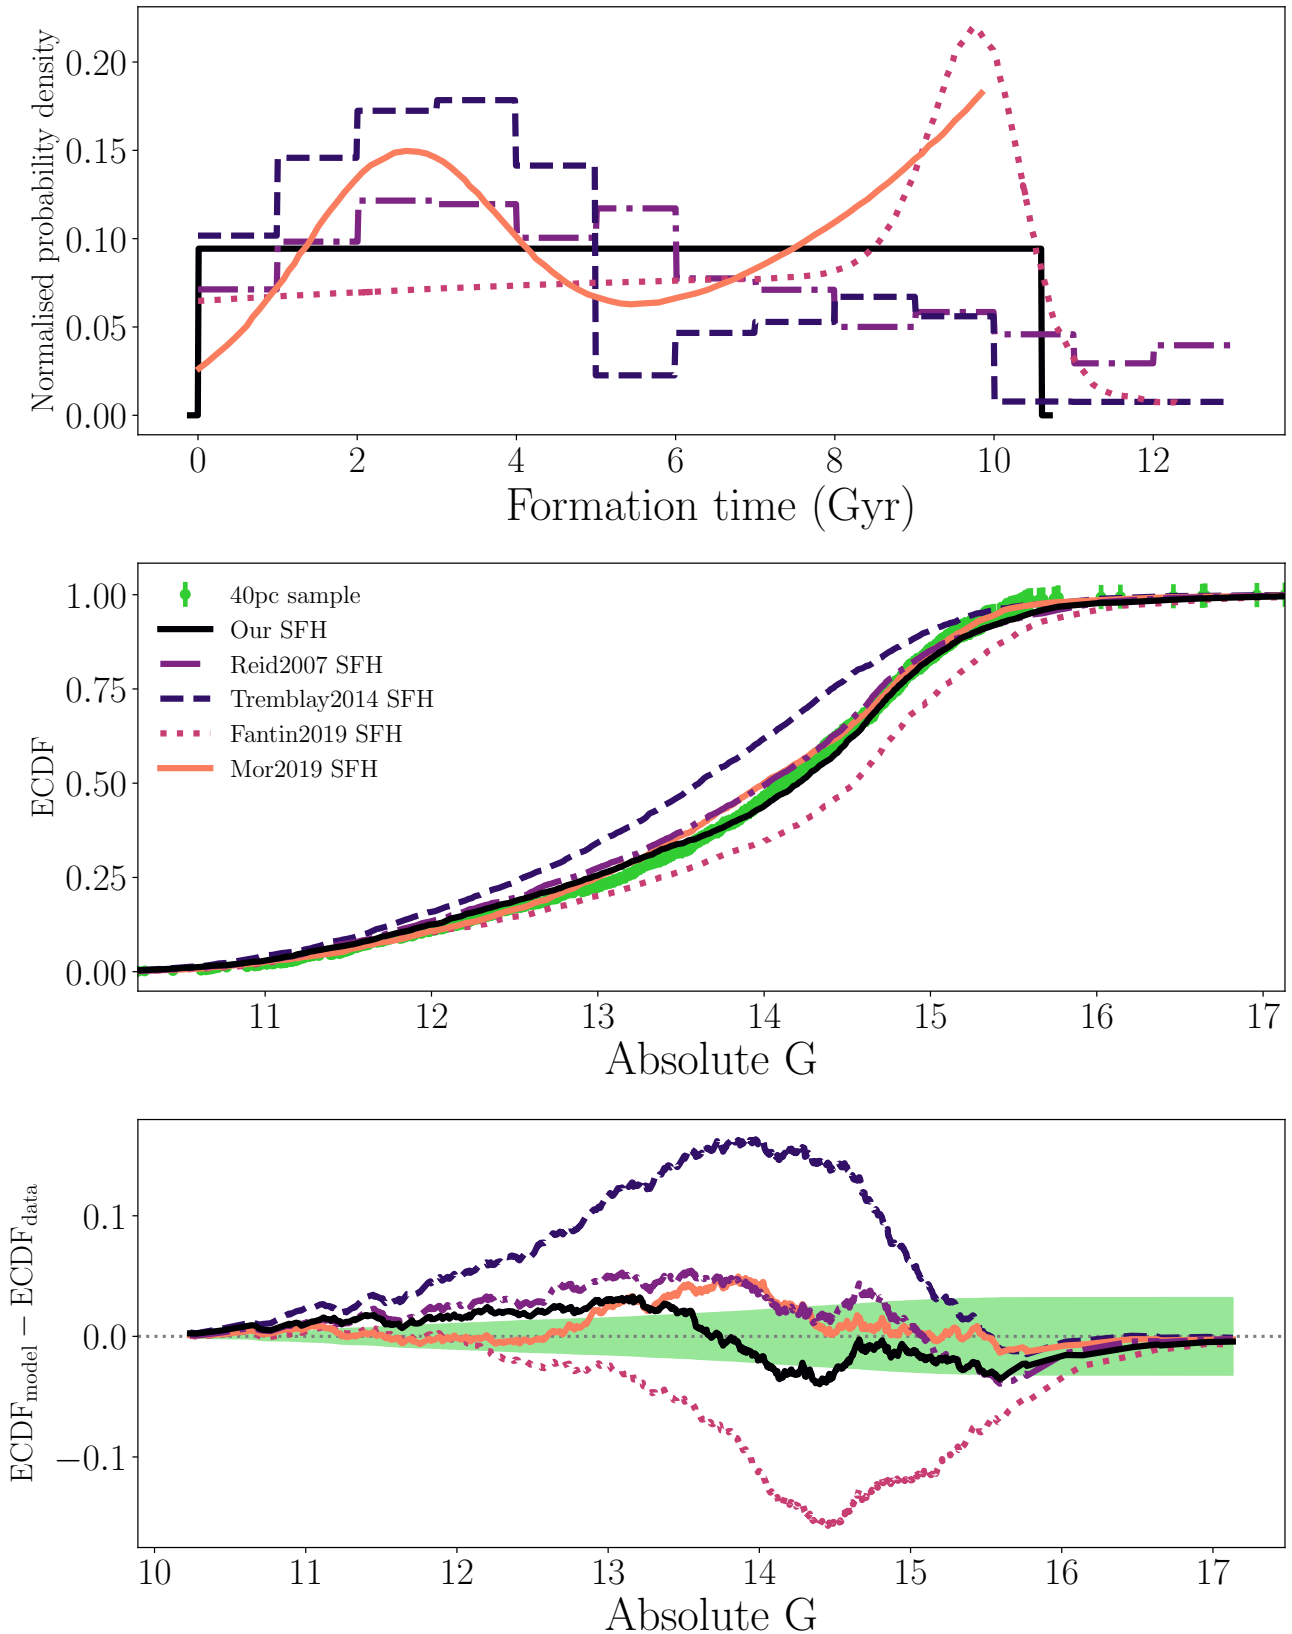 Normalised probability density
0.20
0.15
0.10
0.05
0.00
0 2 4 6 8 10 12
Formation time (Gyr)
ECDF
1.00
0.75
0.50
0.25
0.00
40pc sample
Our SFH
Reid2007 SFH
Tremblay2014 SFH
Fantin2019 SFH
Mor2019 SFH
11 12 13 14 15 16 17
Absolute G
ECDF_model − ECDF_data
0.1
0.0
−0.1
10 11 12 13 14 15 16 17
Absolute G